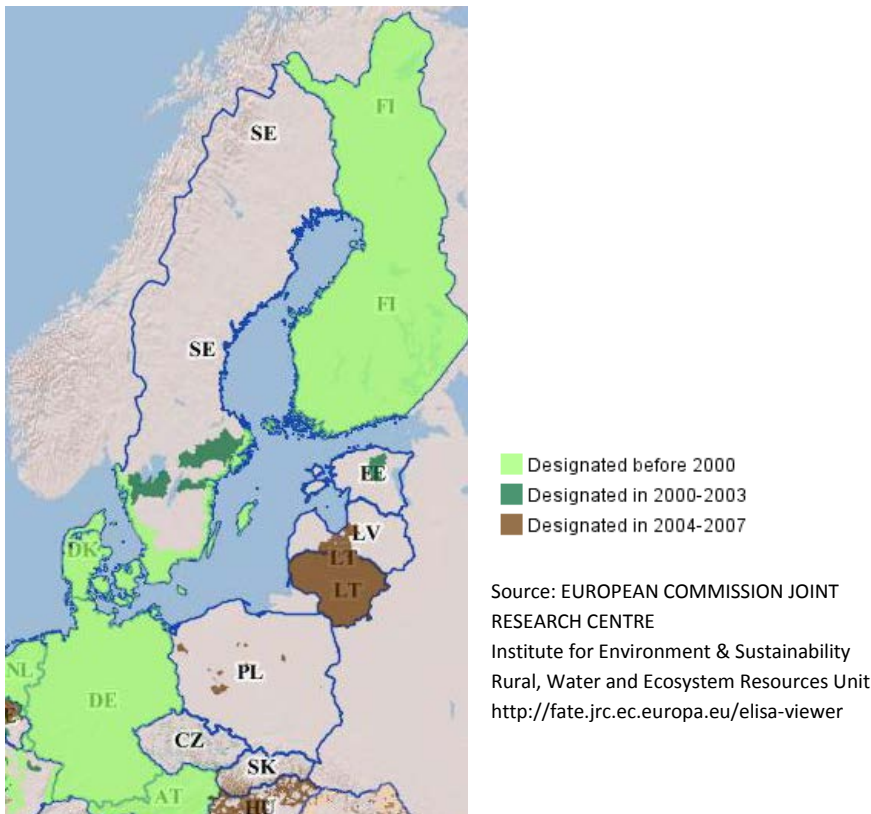 FI
SE
FI
SE
EE
LV
LT
LT
DK
PL
NL
DE
CZ
SK
AT
HU
Designated before 2000
Designated in 2000-2003
Designated in 2004-2007
Source: EUROPEAN COMMISSION JOINT
RESEARCH CENTRE
Institute for Environment & Sustainability
Rural, Water and Ecosystem Resources Unit
http://fate.jrc.ec.europa.eu/elisa-viewer